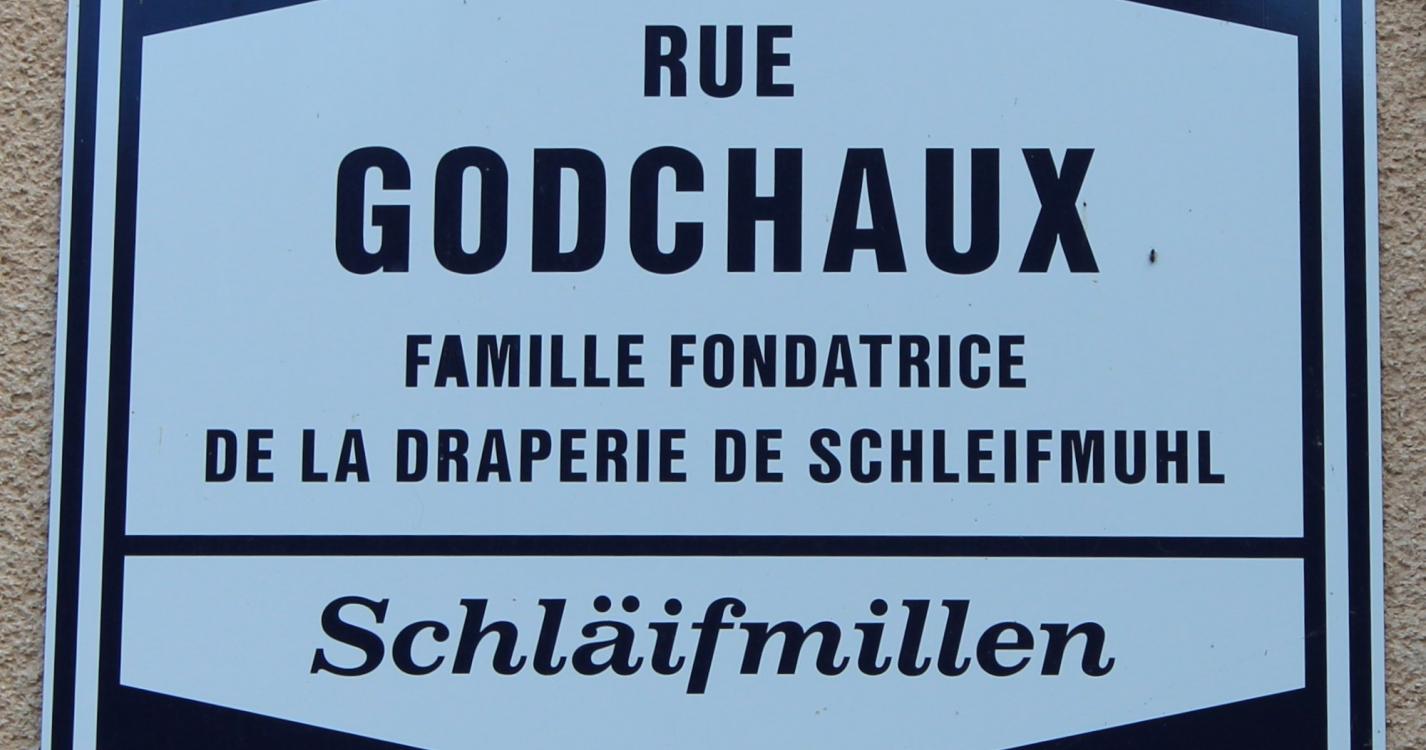 RUE
GODCHAUX
FAMILLE FONDATRICE
DE LA DRAPERIE DE SCHLEIFMUHL
Schläifmillen